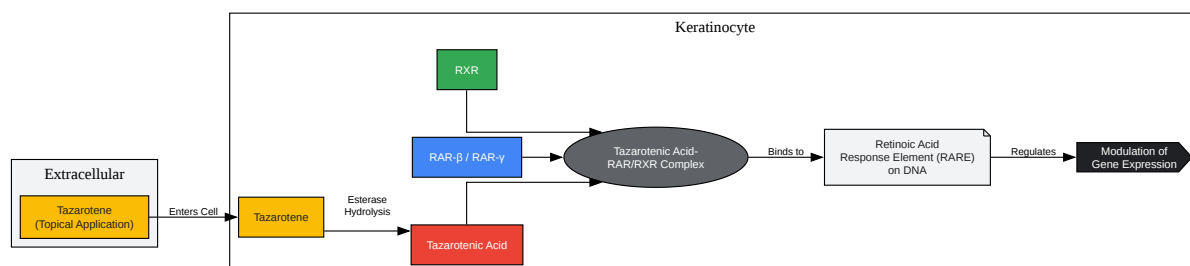 Keratinocyte
RXR
RAR-β / RAR-γ
Tazarotenic Acid-
RAR/RXR Complex
Binds to
Retinoic Acid
Response Element (RARE)
on DNA
Regulates
Modulation of
Gene Expression
Extracellular
Tazarotene
(Topical Application)
Enters Cell
Tazarotene
Esterase
Hydrolysis
Tazarotenic Acid